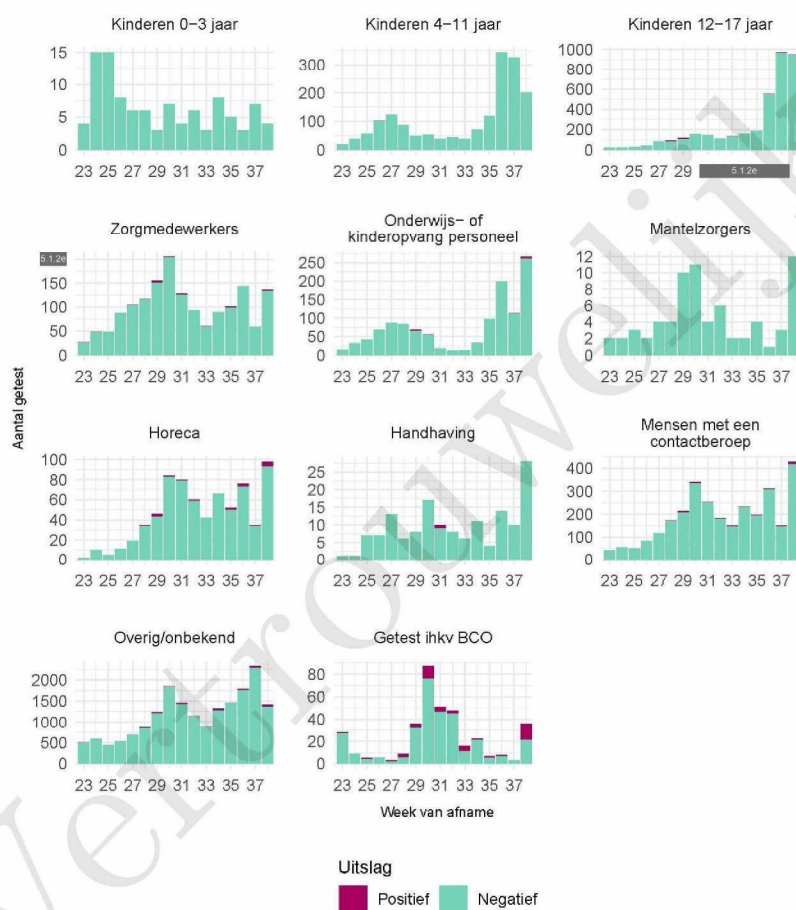 Kinderen 0−3 jaar
Kinderen 4−11 jaar
Kinderen 12−17 jaar
15
10
5
0
23 25 27 29 31 33 35 37
300
200
100
0
23 25 27 29 31 33 35 37
1000
800
600
400
200
0
23 25 27 29
5.1.2e
Zorgmedewerkers
Onderwijs− of
kinderopvang personeel
Mantelzorgers
5.1.2e
150
100
50
0
23 25 27 29 31 33 35 37
250
200
150
100
50
0
23 25 27 29 31 33 35 37
12
10
8
6
4
2
0
23 25 27 29 31 33 35 37
Aantal getest
Horeca
Handhaving
Mensen met een
contactberoep
100
80
60
40
20
0
23 25 27 29 31 33 35 37
25
20
15
10
5
0
23 25 27 29 31 33 35 37
400
300
200
100
0
23 25 27 29 31 33 35 37
Overig/onbekend
Getest ihkv BCO
2000
1500
1000
500
0
23 25 27 29 31 33 35 37
80
60
40
20
0
23 25 27 29 31 33 35 37
Week van afname
Uitslag
Positief Negatief
Vertrouwelijk